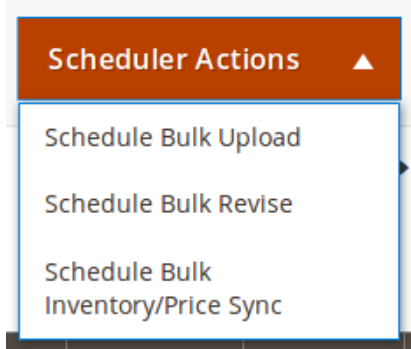 Scheduler Actions
Schedule Bulk Upload
Schedule Bulk Revise
Schedule Bulk
Inventory/Price Sync